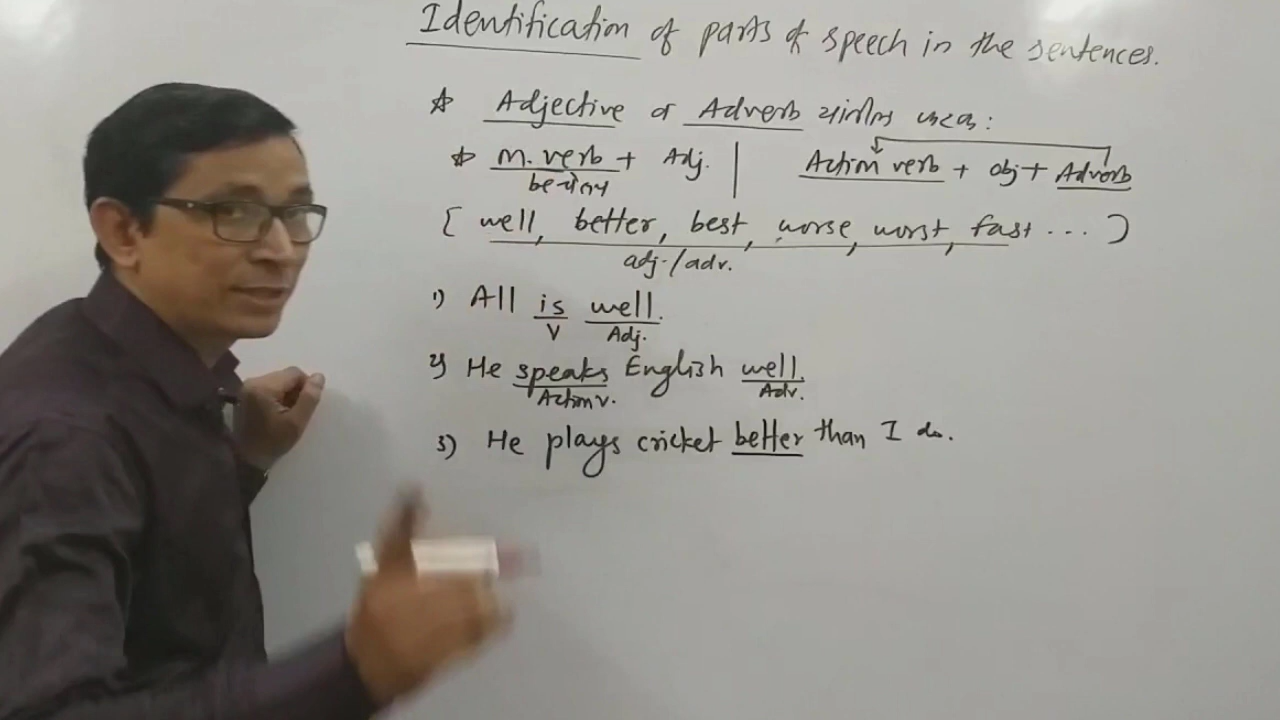 Identification of parts of speech in the sentences.
☆ Adjective or Adverb :
☆ M. verb + Adj. | Action verb + obj + Adverb
be
[ well, better, best, worse, worst, fast ... )
adj./adv.
1) All is well.
V Adj.
2) He speaks English well.
Action v. Adv.
3) He plays cricket better than I do.